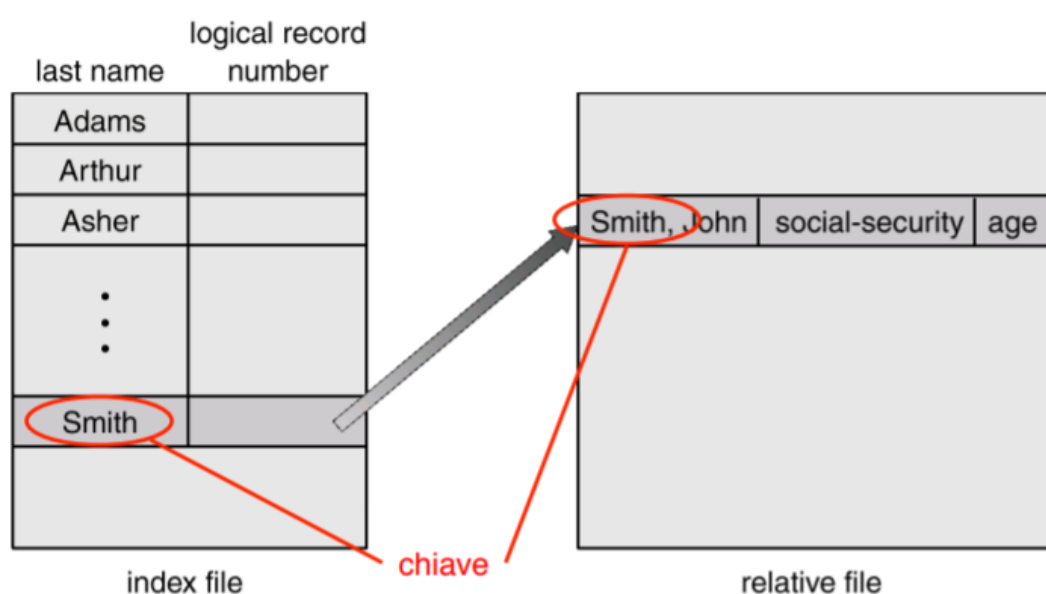 logical record
last name number
Adams
Arthur
Asher
Smith
index file
Smith, John social-security age
relative file
chiave